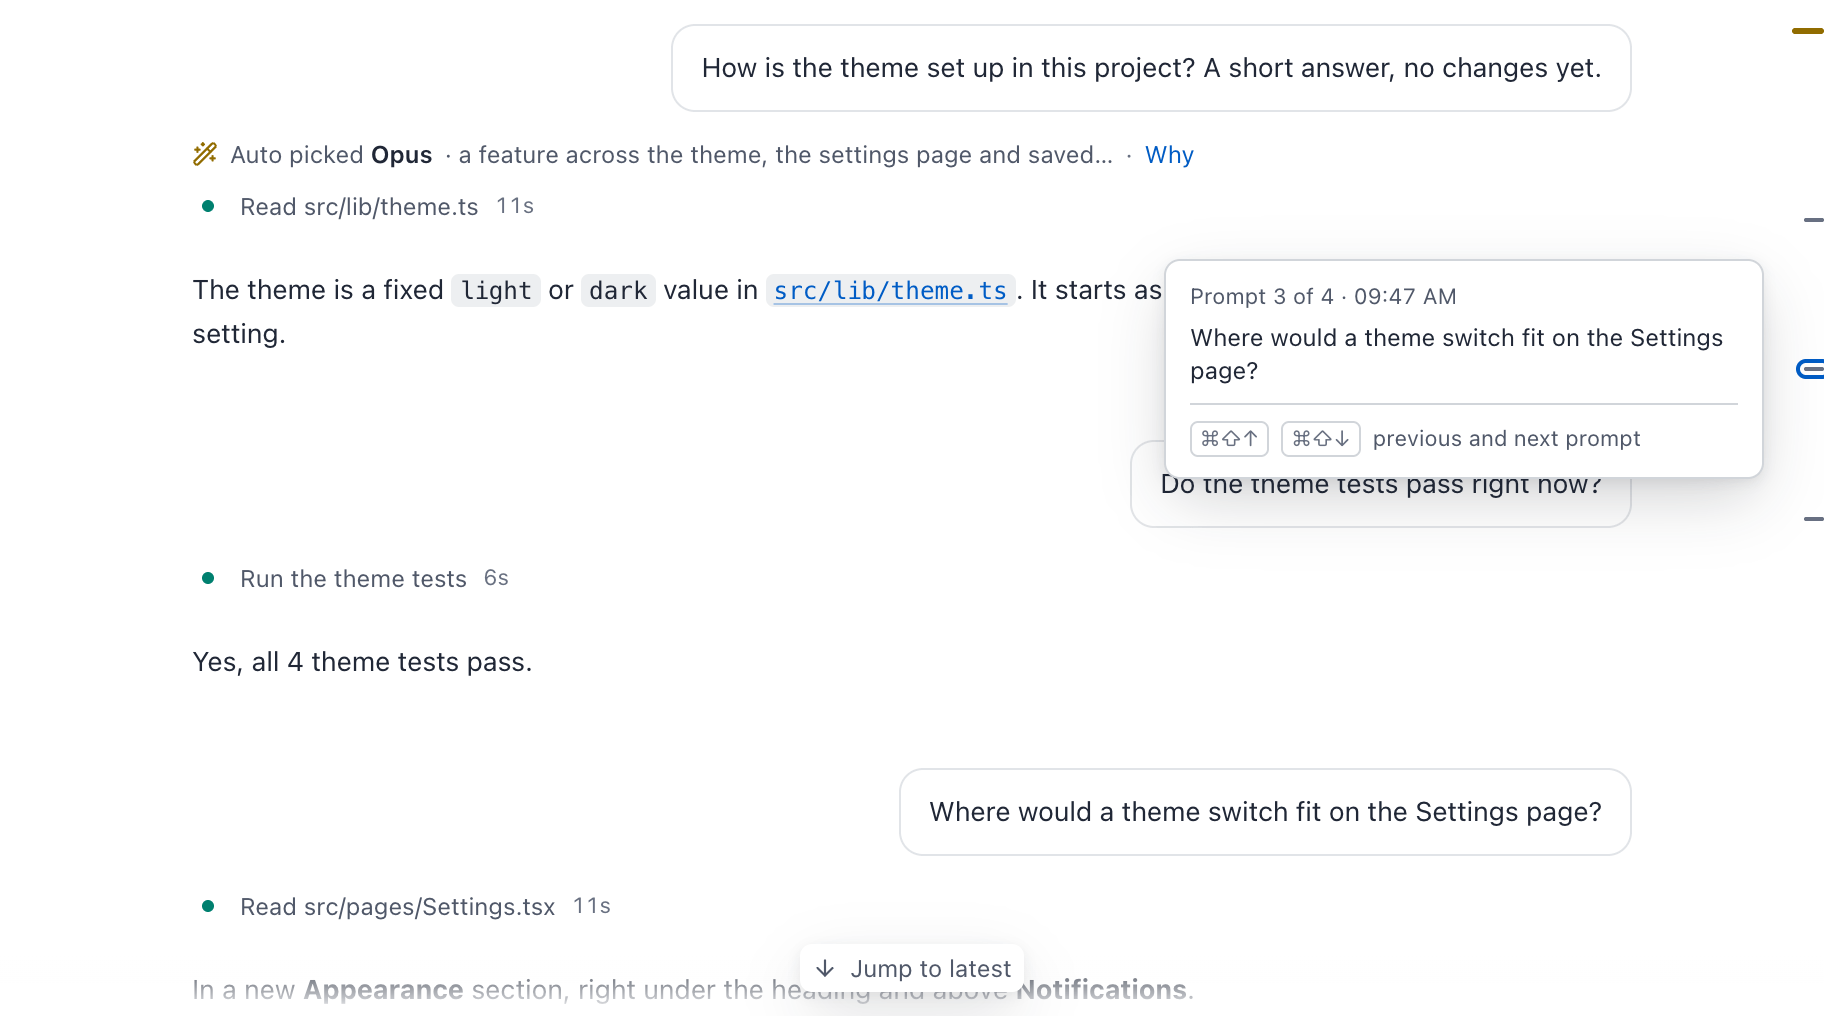 How is the theme set up in this project? A short answer, no changes yet.
Auto picked Opus · a feature across the theme, the settings page and saved... · Why
Read src/lib/theme.ts 11s
The theme is a fixed light or dark value in src/lib/theme.ts. It starts as
setting.
Prompt 3 of 4 · 09:47 AM
Where would a theme switch fit on the Settings
page?
⌘⇧↑ ⌘⇧↓ previous and next prompt
Do the theme tests pass right now?
Run the theme tests 6s
Yes, all 4 theme tests pass.
Where would a theme switch fit on the Settings page?
Read src/pages/Settings.tsx 11s
↓ Jump to latest
In a new Appearance section, right under the heading and above Notifications.